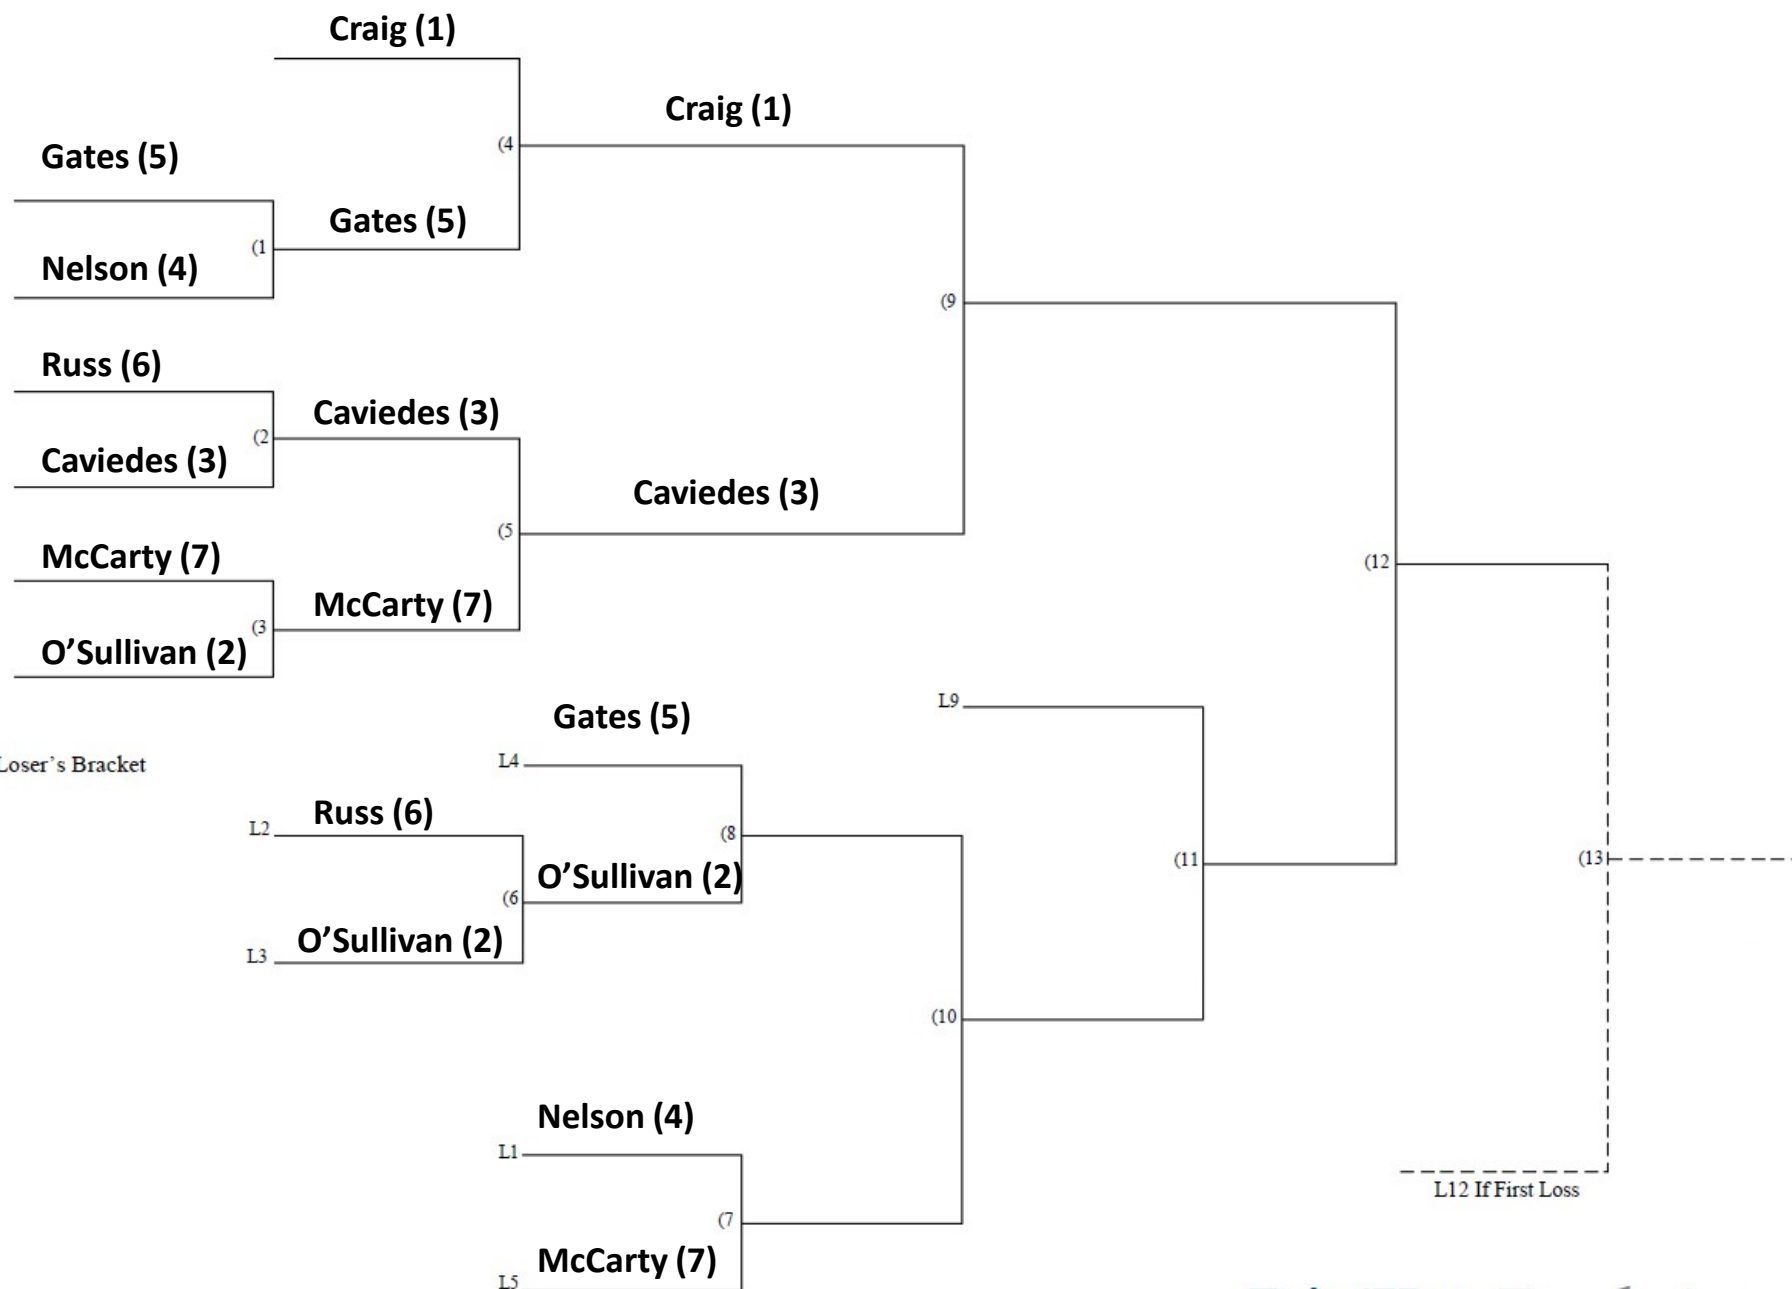 Craig (1)
Craig (1)
(4
Gates (5)
Gates (5)
(1
Nelson (4)
(9
Russ (6)
Caviedes (3)
(2
Caviedes (3)
Caviedes (3)
(5
McCarty (7)
(12
McCarty (7)
(3
O’Sullivan (2)
L9
Gates (5)
L4
Loser’s Bracket
Russ (6)
L2
(8
O’Sullivan (2)
(11
(13
(6
O’Sullivan (2)
L3
(10
Nelson (4)
L1
L12 If First Loss
(7
McCarty (7)
L5